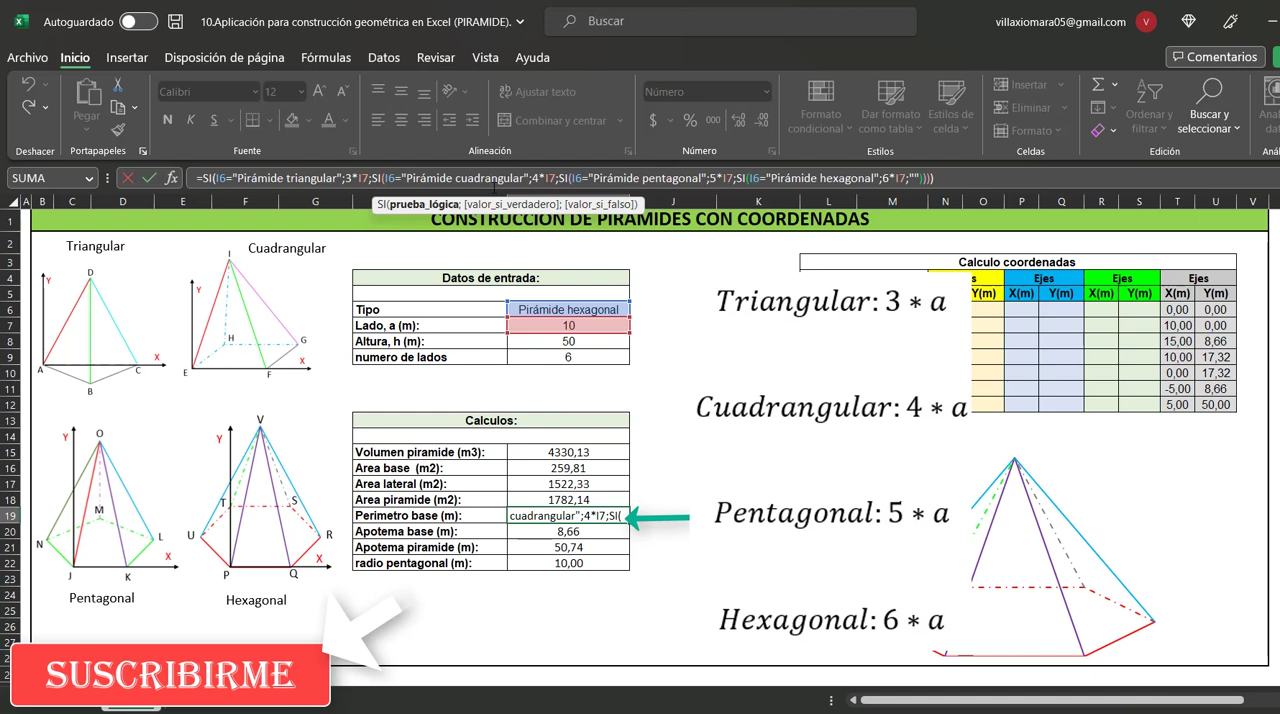 Autoguardado
10.Aplicación para construcción geométrica en Excel (PIRAMIDE).
Buscar
villaxiomara05@gmail.com
V
Archivo Inicio Insertar Disposición de página Fórmulas Datos Revisar Vista Ayuda
Comentarios
Pegar
Calibri 12
N K S
Ajustar texto
Combinar y centrar
Número
$ % 000
Formato condicional
Dar formato como tabla
Estilos de celda
Insertar
Eliminar
Formato
Ordenar y filtrar
Buscar y seleccionar
Deshacer Portapapeles Fuente Alineación Número Estilos Celdas Edición
SUMA
=SI(I6="Pirámide triangular";3*I7;SI(I6="Pirámide cuadrangular";4*I7;SI(I6="Pirámide pentagonal";5*I7;SI(I6="Pirámide hexagonal";6*I7;""))))
SI(prueba_lógica; [valor_si_verdadero]; [valor_si_falso])
A B C D E F G J K L M N O P Q R S T U V
CONSTRUCCION DE PIRAMIDES CON COORDENADAS
Triangular
Cuadrangular
D
Y
A
B
C
X
I
Y
H
G
E
F
X
Datos de entrada:
Tipo Pirámide hexagonal
Lado, a (m): 10
Altura, h (m): 50
numero de lados 6
Calculos:
Volumen piramide (m3): 4330,13
Area base (m2): 259,81
Area lateral (m2): 1522,33
Area piramide (m2): 1782,14
Perimetro base (m): cuadrangular";4*I7;SI(
Apotema base (m): 8,66
Apotema piramide (m): 50,74
radio pentagonal (m): 10,00
O
Y
M
N
L
X
J
K
Pentagonal
V
Y
T
S
U
R
X
P
Q
Hexagonal
Triangular: 3 ∗ a
Cuadrangular: 4 ∗ a
Pentagonal: 5 ∗ a
Hexagonal: 6 ∗ a
Calculo coordenadas
Ejes Ejes Ejes
Y(m) X(m) Y(m) X(m) Y(m) X(m) Y(m)
0,00 0,00
10,00 0,00
15,00 8,66
10,00 17,32
0,00 17,32
-5,00 8,66
5,00 50,00
SUSCRIBIRME